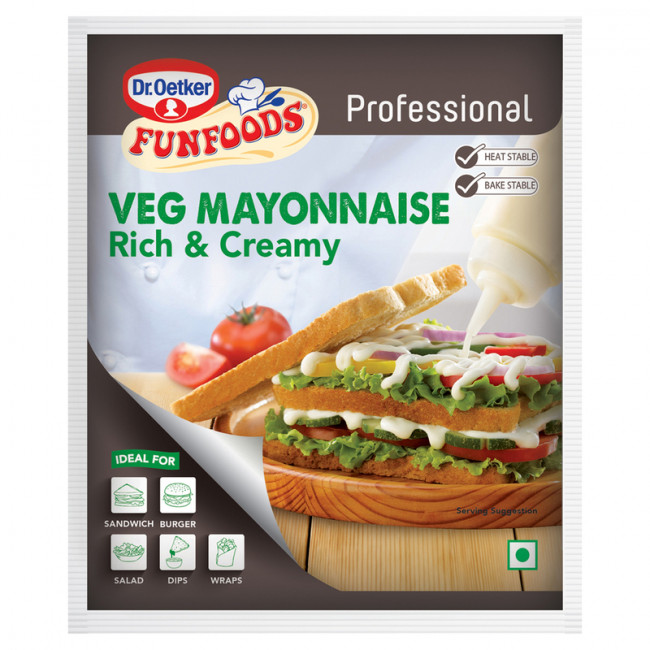 Dr.Oetker
FUNFOODS®
Professional
HEAT STABLE
BAKE STABLE
VEG MAYONNAISE
Rich & Creamy
IDEAL FOR
SANDWICH BURGER
SALAD DIPS WRAPS
Serving Suggestion